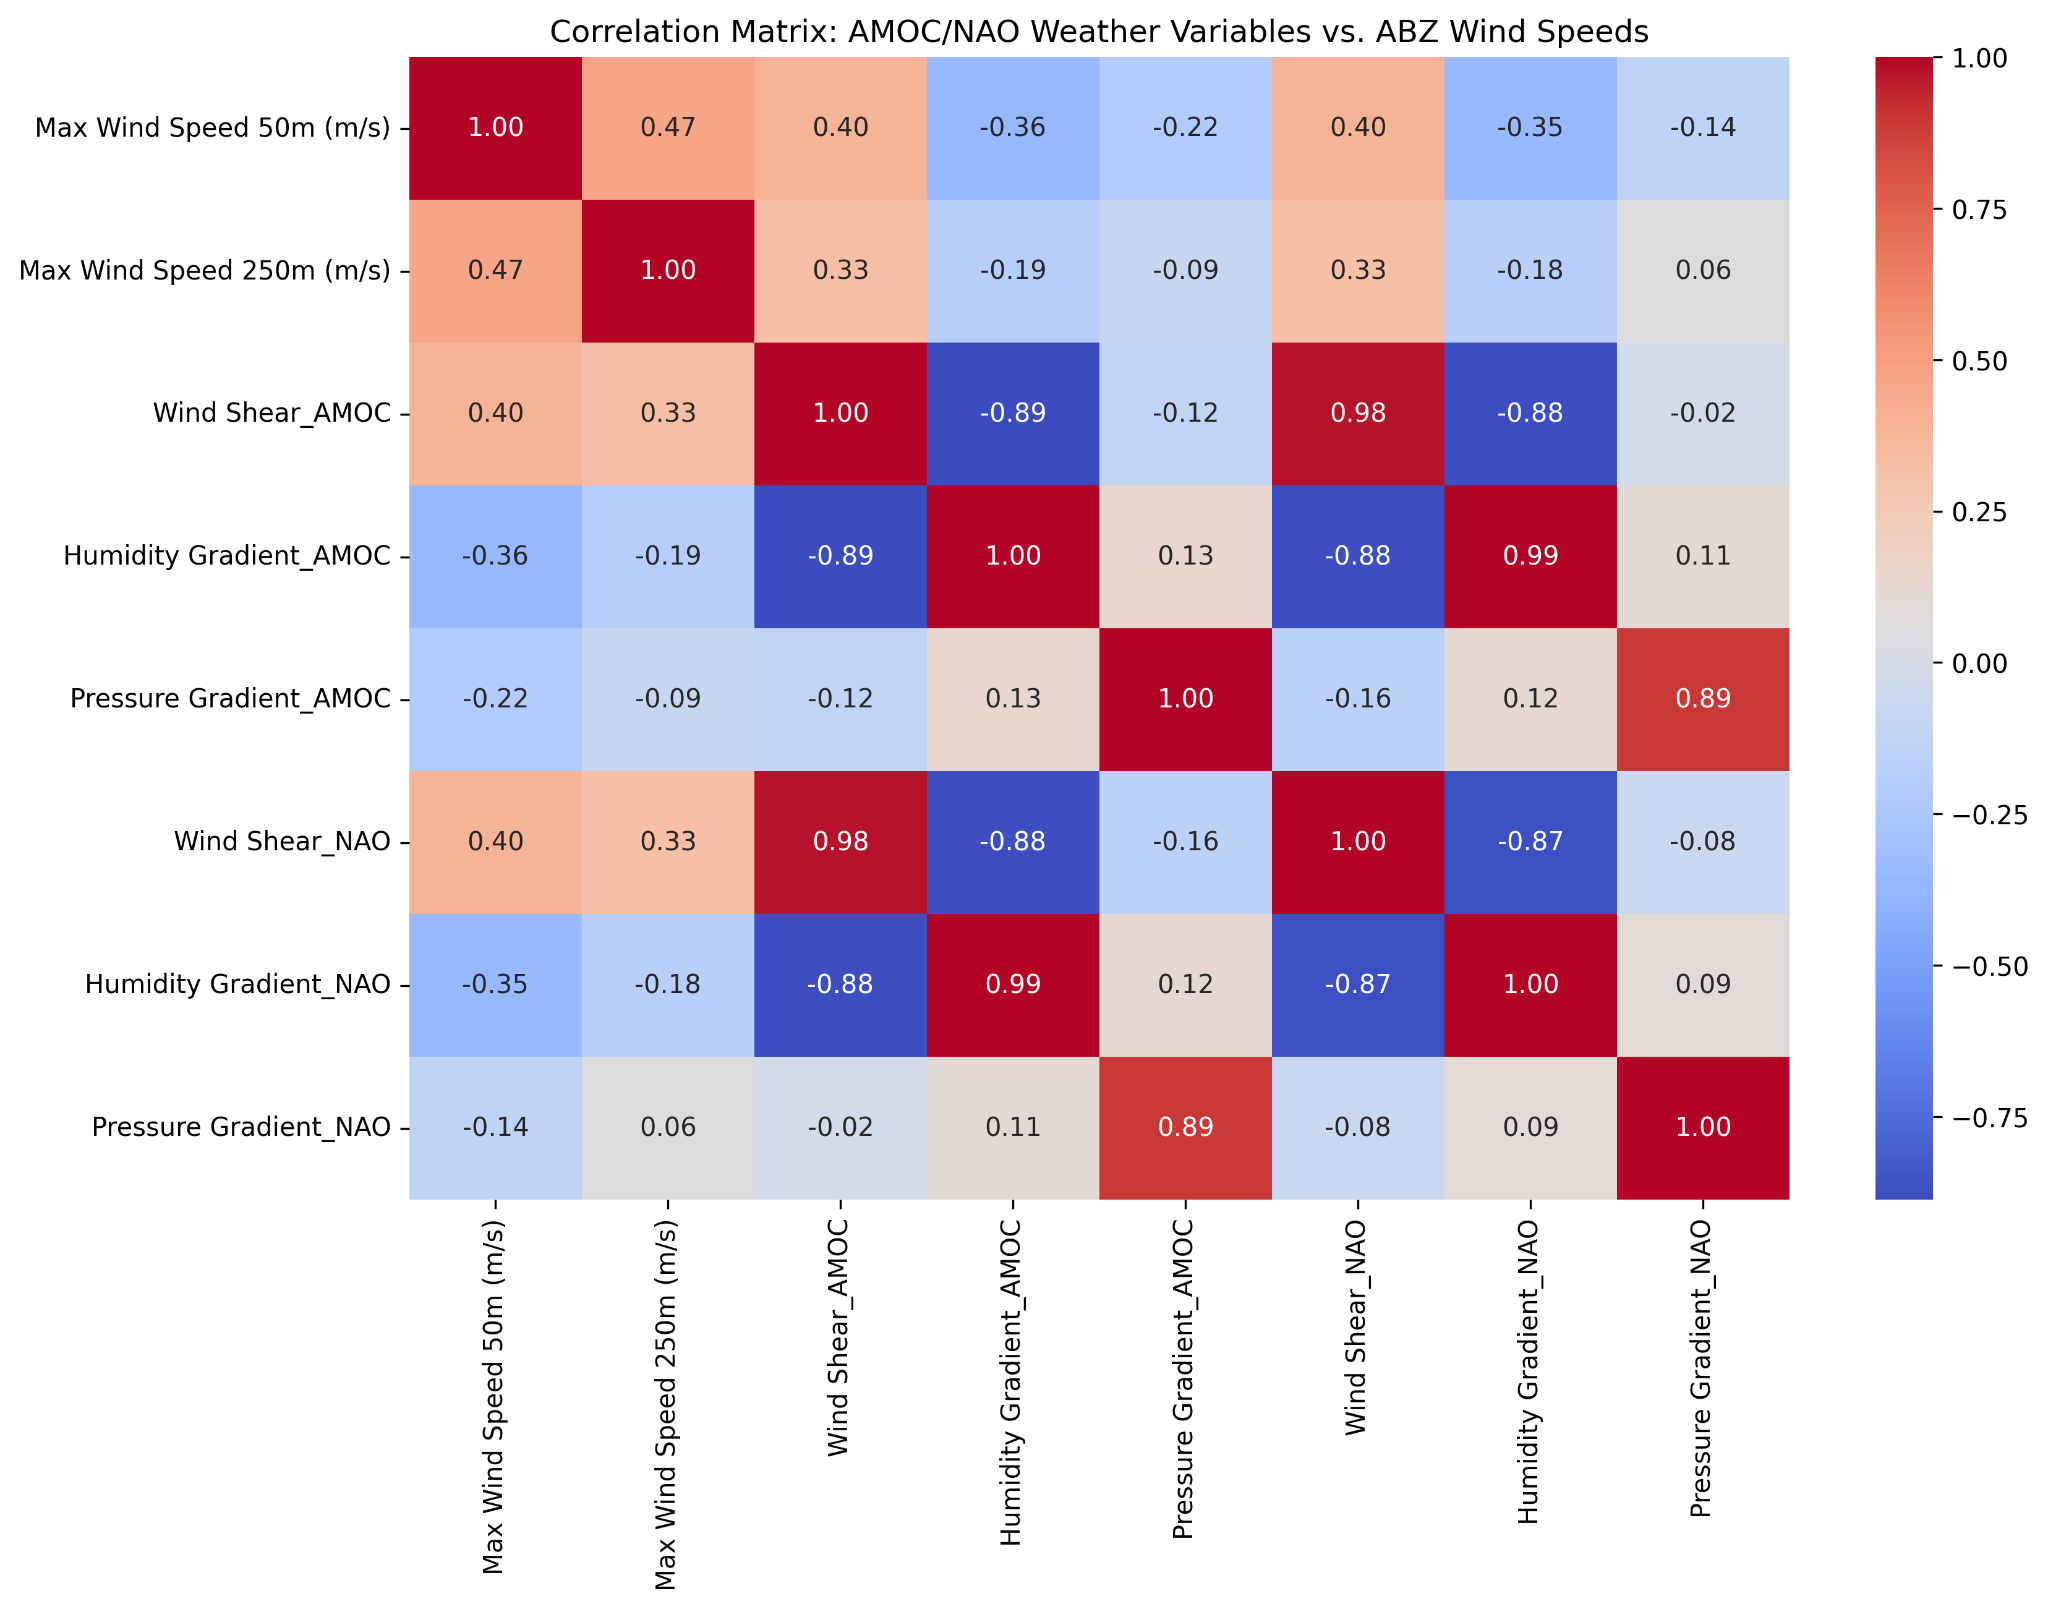 Correlation Matrix: AMOC/NAO Weather Variables vs. ABZ Wind Speeds
Max Wind Speed 50m (m/s) 1.00 0.47 0.40 -0.36 -0.22 0.40 -0.35 -0.14
Max Wind Speed 250m (m/s) 0.47 1.00 0.33 -0.19 -0.09 0.33 -0.18 0.06
Wind Shear_AMOC 0.40 0.33 1.00 -0.89 -0.12 0.98 -0.88 -0.02
Humidity Gradient_AMOC -0.36 -0.19 -0.89 1.00 0.13 -0.88 0.99 0.11
Pressure Gradient_AMOC -0.22 -0.09 -0.12 0.13 1.00 -0.16 0.12 0.89
Wind Shear_NAO 0.40 0.33 0.98 -0.88 -0.16 1.00 -0.87 -0.08
Humidity Gradient_NAO -0.35 -0.18 -0.88 0.99 0.12 -0.87 1.00 0.09
Pressure Gradient_NAO -0.14 0.06 -0.02 0.11 0.89 -0.08 0.09 1.00
Max Wind Speed 50m (m/s)
Max Wind Speed 250m (m/s)
Wind Shear_AMOC
Humidity Gradient_AMOC
Pressure Gradient_AMOC
Wind Shear_NAO
Humidity Gradient_NAO
Pressure Gradient_NAO
1.00
0.75
0.50
0.25
0.00
−0.25
−0.50
−0.75